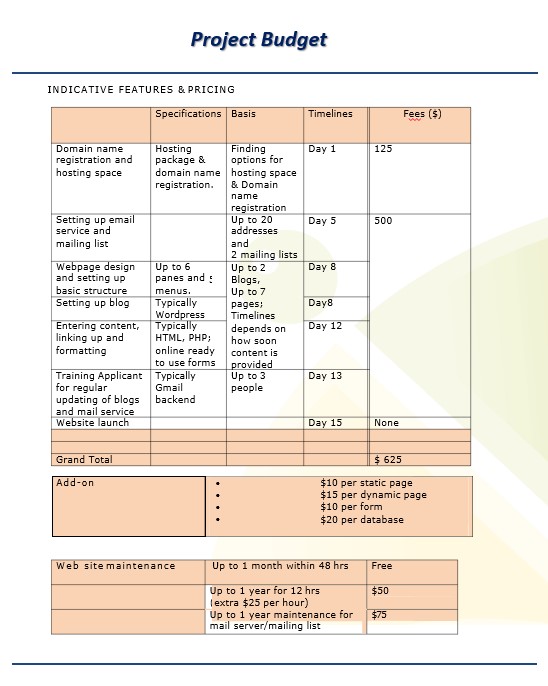 Project Budget
INDICATIVE FEATURES & PRICING
Specifications Basis Timelines Fees ($)
Domain name
registration and
hosting space
Hosting
package &
domain name
registration.
Finding
options for
hosting space
& Domain
name
registration
Day 1
125
Setting up email
service and
mailing list
Up to 20
addresses
and
2 mailing lists
Day 5
500
Webpage design
and setting up
basic structure
Up to 6
panes and
menus.
Up to 2
Blogs,
Up to 7
pages;
Timelines
depends on
how soon
content is
provided
Day 8
Setting up blog
Typically
Wordpress
Day8
Entering content,
linking up and
formatting
Typically
HTML, PHP;
online ready
to use forms
Day 12
Training Applicant
for regular
updating of blogs
and mail service
Typically
Gmail
backend
Up to 3
people
Day 13
Website launch
Day 15
None
Grand Total
$ 625
Add-on
• $10 per static page
• $15 per dynamic page
• $10 per form
• $20 per database
Web site maintenance
Up to 1 month within 48 hrs
Free
Up to 1 year for 12 hrs
(extra $25 per hour)
$50
Up to 1 year maintenance for
mail server/mailing list
$75